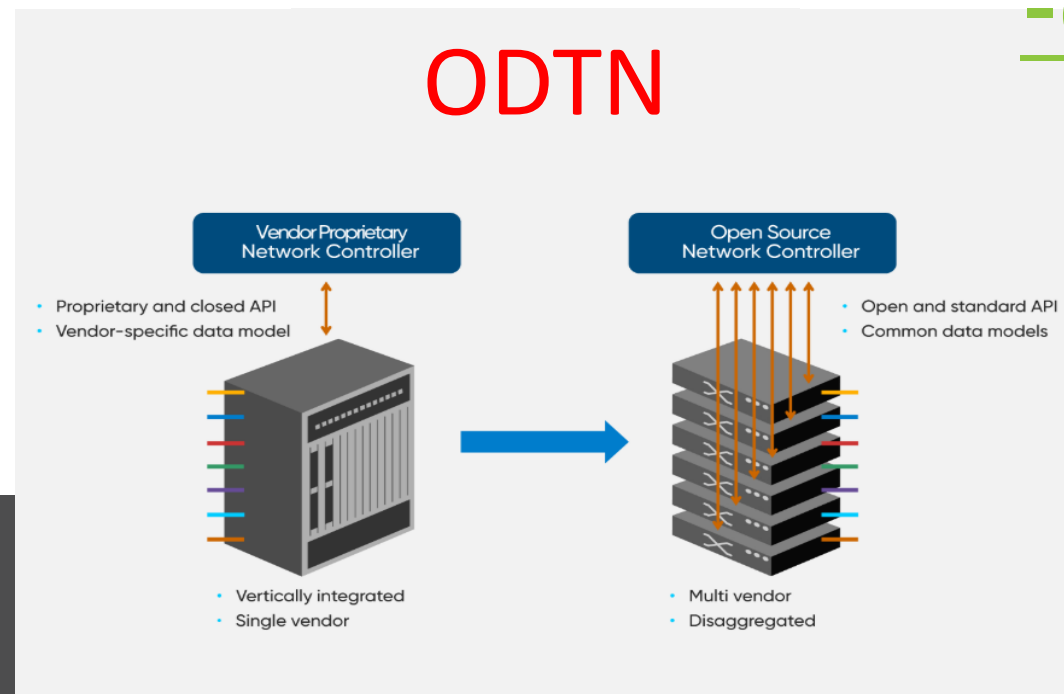 ODTN
Vendor Proprietary
Network Controller
• Proprietary and closed API
• Vendor-specific data model
• Vertically integrated
• Single vendor
Open Source
Network Controller
• Open and standard API
• Common data models
• Multi vendor
• Disaggregated